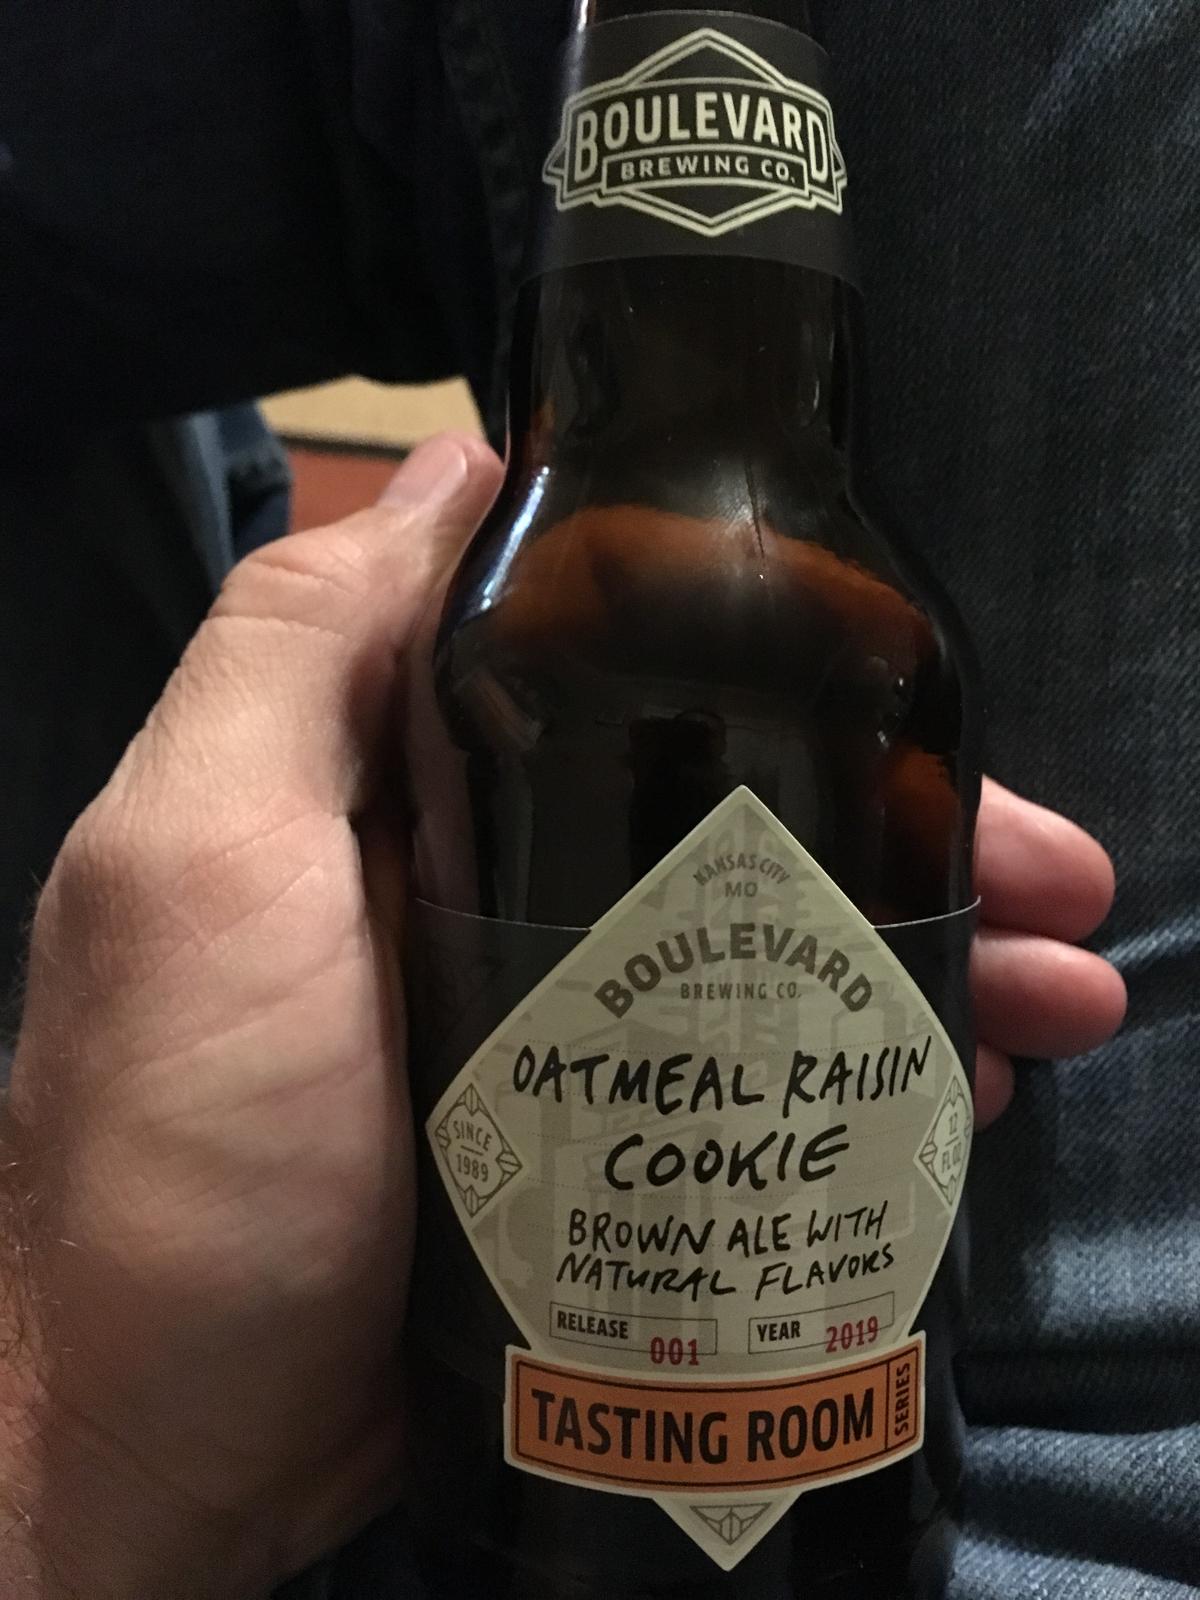 BOULEVARD
BREWING CO.
KANSAS CITY
MO
BOULEVARD
BREWING CO.
OATMEAL RAISIN
COOKIE
SINCE
1989
12
FL OZ
BROWN ALE WITH
NATURAL FLAVORS
RELEASE 001 YEAR 2019
TASTING ROOM SERIES